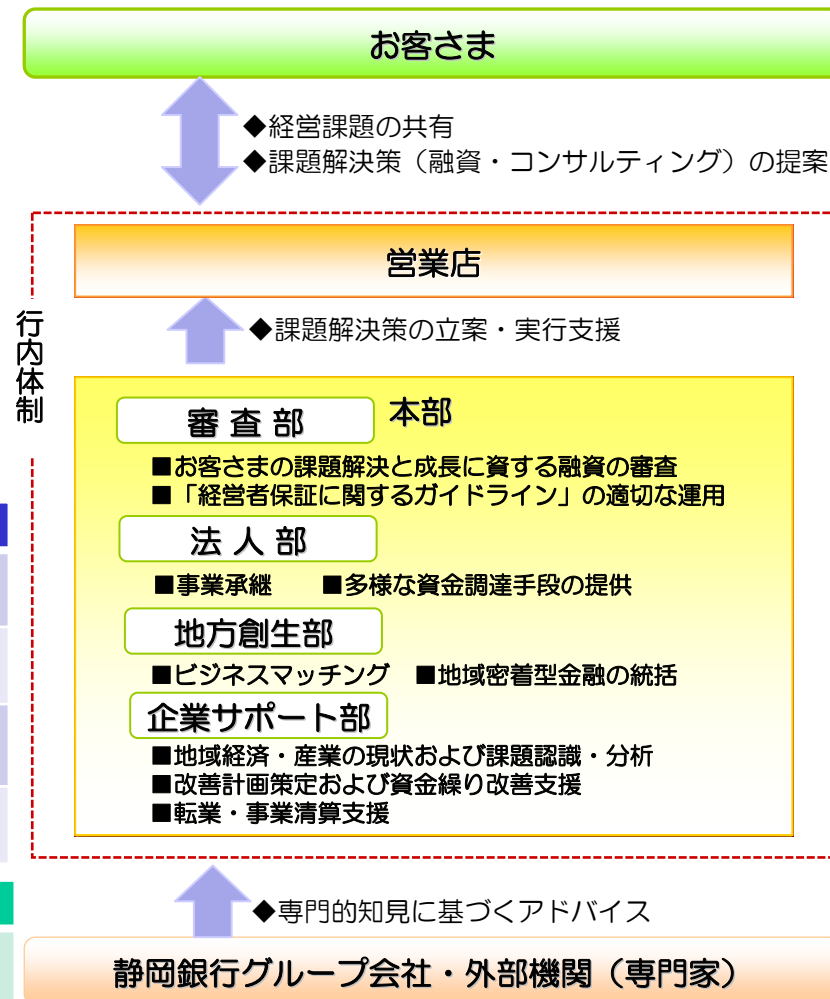 お客さま
◆経営課題の共有
◆課題解決策（融資・コンサルティング）の提案
行内体制
営業店
◆課題解決策の立案・実行支援
本部
審 査 部
■お客さまの課題解決と成長に資する融資の審査
■「経営者保証に関するガイドライン」の適切な運用
法 人 部
■事業承継　■多様な資金調達手段の提供
地方創生部
■ビジネスマッチング　■地域密着型金融の統括
企業サポート部
■地域経済・産業の現状および課題認識・分析
■改善計画策定および資金繰り改善支援
■転業・事業清算支援
◆専門的知見に基づくアドバイス
静岡銀行グループ会社・外部機関（専門家）